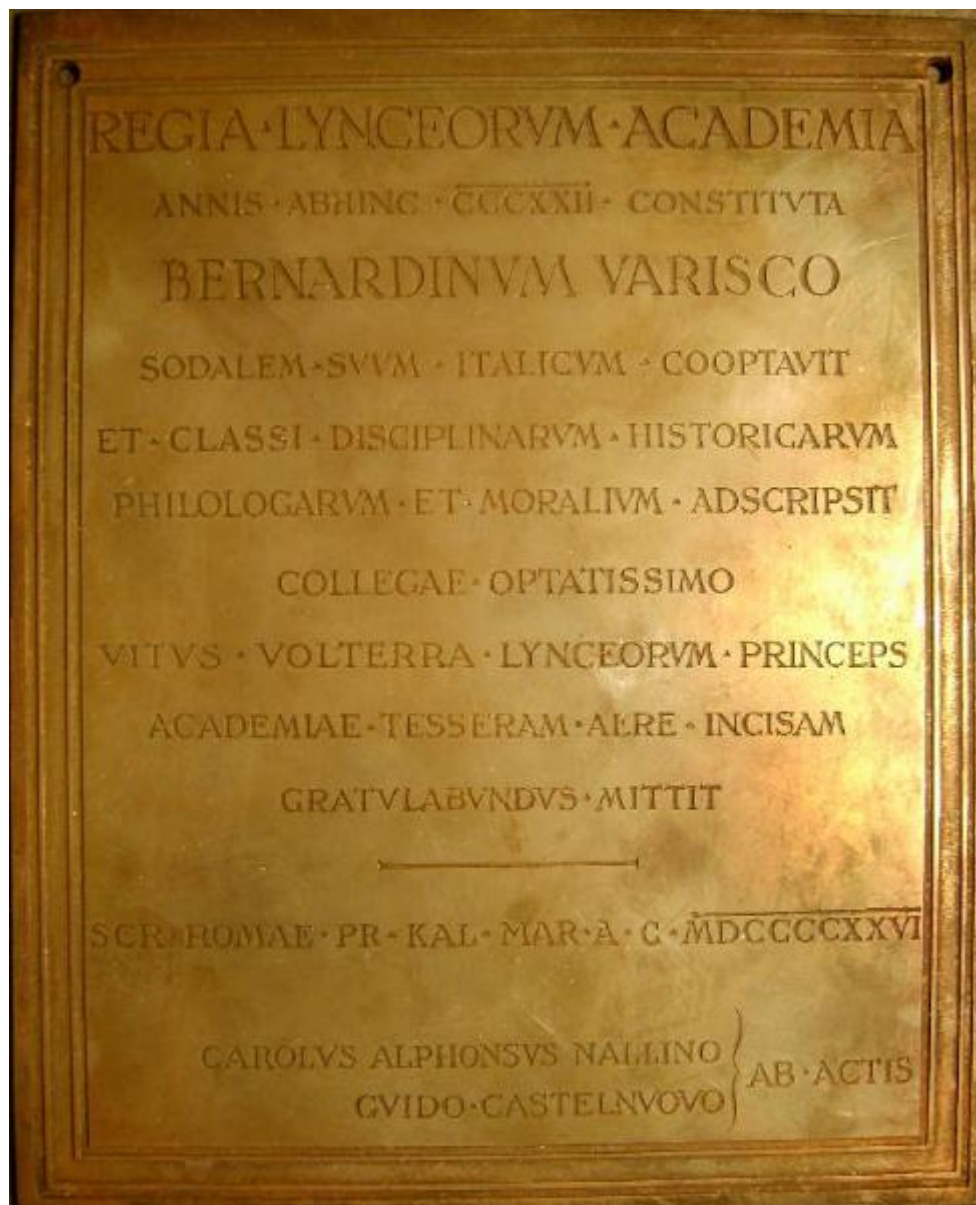 REGIA · LYNCEORVM · ACADEMIA
ANNIS · ABHINC · CCCXXII · CONSTITVTA
BERNARDINVM VARISCO
SODALEM · SVVM · ITALICVM · COOPTAVIT
ET · CLASSI · DISCIPLINARVM · HISTORICARVM
PHILOLOGARVM · ET · MORALIVM · ADSCRIPSIT
COLLEGAE · OPTATISSIMO
VITVS · VOLTERRA · LYNCEORVM · PRINCEPS
ACADEMIAE · TESSERAM · AERE · INCISAM
GRATVLABVNDVS · MITTIT
SCR · ROMAE · PR · KAL · MAR · A · C · MDCCCCXXVI
CAROLVS ALPHONSVS NALLINO
GVIDO · CASTELNVOVO
AB · ACTIS